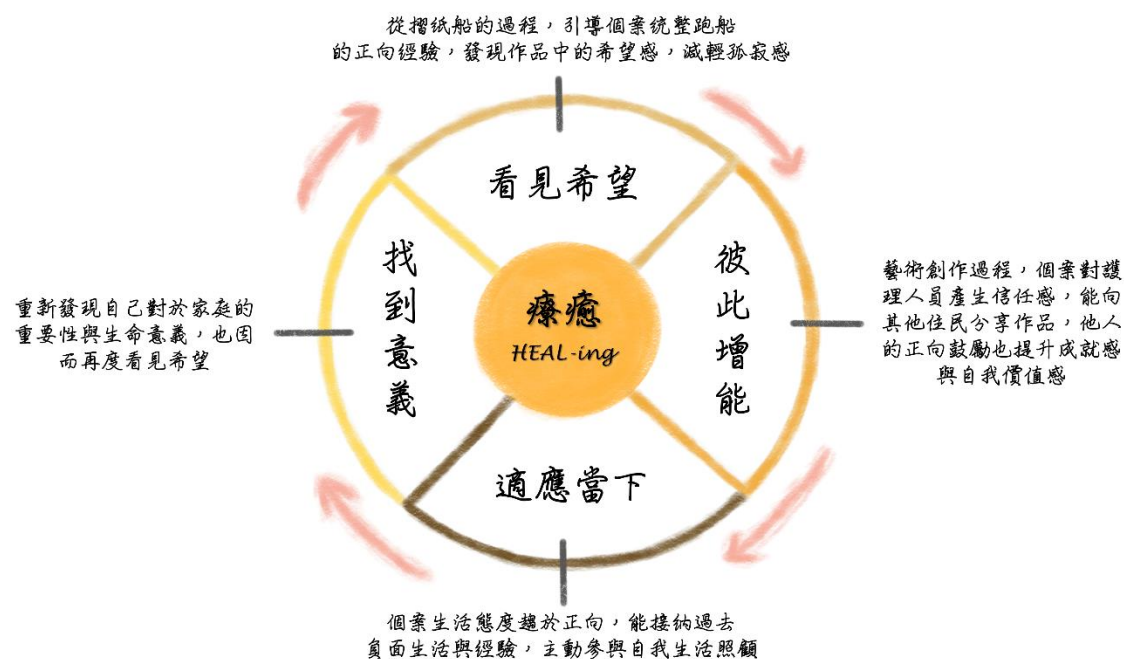 從摺紙船的過程，引導個案統整跑船
的正向經驗，發現作品中的希望感，減輕孤寂感
看見希望
彼此增能
藝術創作過程，個案對護
理人員產生信任感，能向
其他住民分享作品，他人
的正向鼓勵也提升成就感
與自我價值感
適應當下
個案生活態度趨於正向，能接納過去
負面生活與經驗，主動參與自我生活照顧
找到意義
重新發現自己對於家庭的
重要性與生命意義，也因
而再度看見希望
療癒
HEAL-ing